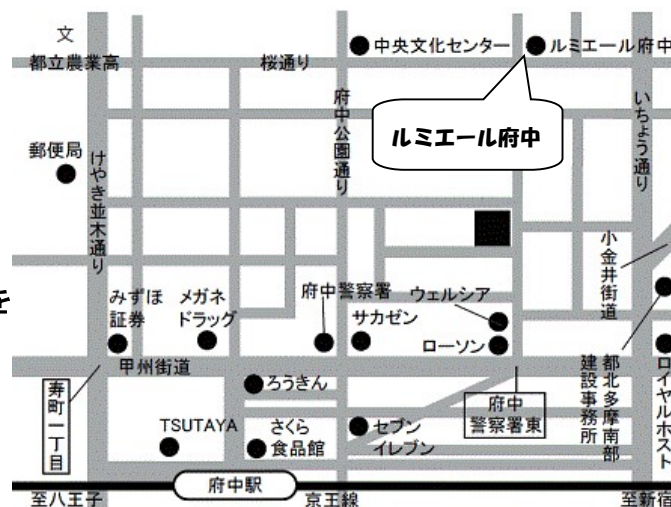 文
都立農業高
桜通り
中央文化センター
ルミエール府中
ルミエール府中
府中公園通り
いちょう通り
郵便局
けやき並木通り
小金井街道
を
みずほ
証券
メガネ
ドラッグ
府中警察署
サカゼン
ウェルシア
ローソン
甲州街道
寿町一丁目
ろうきん
府中
警察署東
都北多摩南部
建設事務所
ロイヤルホスト
TSUTAYA
さくら
食品館
セブン
イレブン
府中駅
至八王子
京王線
至新宿